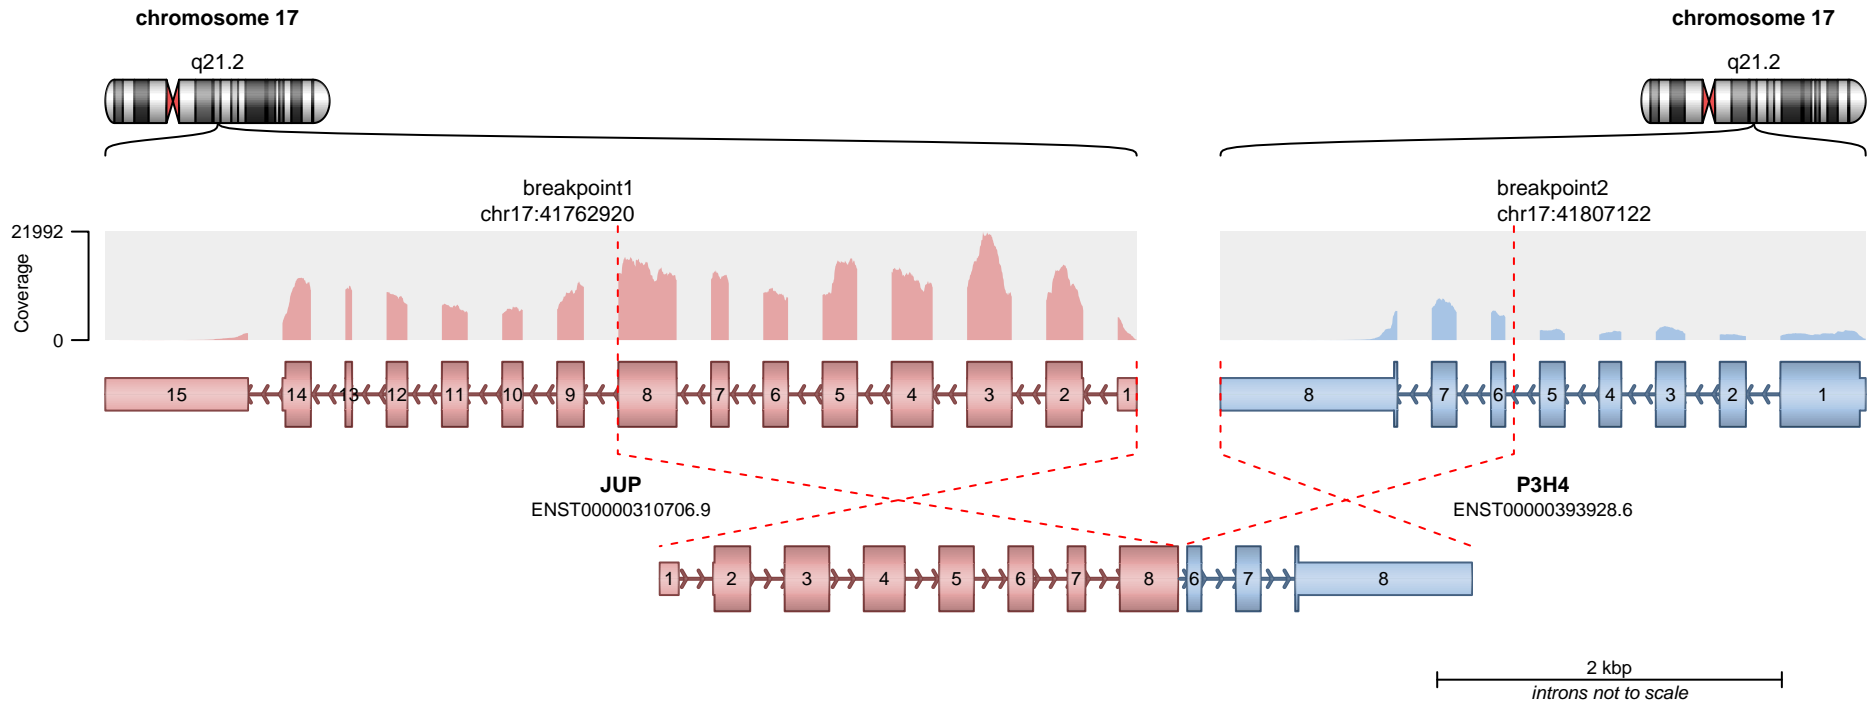 chromosome 17
chromosome 17
q21.2
q21.2
breakpoint1
chr17:41762920
breakpoint2
chr17:41807122
21992
Coverage
0
15 14 13 12 11 10 9 8 7 6 5 4 3 2 1
8 7 6 5 4 3 2 1
JUP
ENST00000310706.9
P3H4
ENST00000393928.6
1 2 3 4 5 6 7 8 6 7 8
2 kbp
introns not to scale